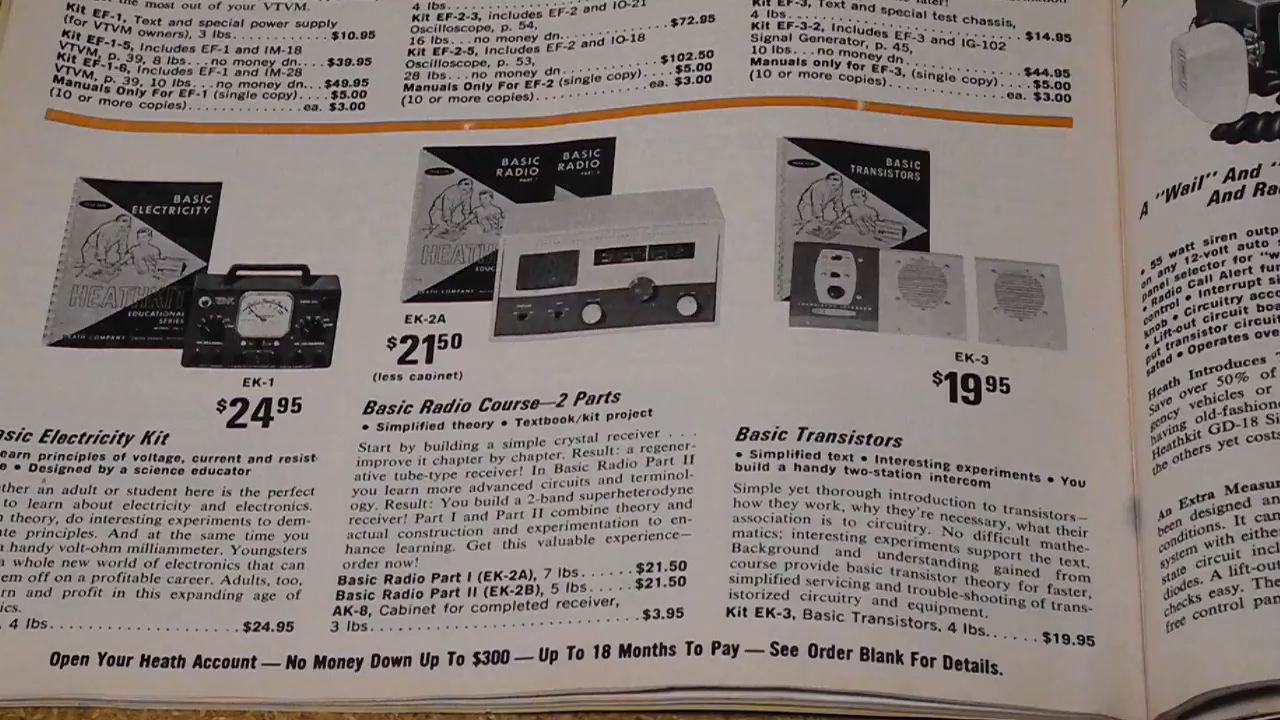 the most out of your VTVM.
Kit EF-1, Text and special power supply
(for VTVM owners), 3 lbs. $10.95
Kit EF-1-5, Includes EF-1 and IM-18
VTVM, p. 39, 8 lbs...no money dn....$39.95
Kit EF-1-6, Includes EF-1 and IM-28
VTVM, p. 39, 10 lbs...no money dn...$49.95
Manuals Only For EF-1 (single copy)....$5.00
(10 or more copies)................ea. $3.00
4 lbs.
Kit EF-2-3, includes EF-2 and IO-21
Oscilloscope, p. 54,
16 lbs...no money dn.............$72.95
Kit EF-2-5, Includes EF-2 and IO-18
Oscilloscope, p. 53,
28 lbs...no money dn............$102.50
Manuals Only For EF-2 (single copy)....$5.00
(10 or more copies)................ea. $3.00
Kit EF-3, Text and special test chassis,
4 lbs.................................$14.95
Kit EF-3-2, Includes EF-3 and IG-102
Signal Generator, p. 45,
10 lbs...no money dn................$44.95
Manuals only for EF-3, (single copy)....$5.00
(10 or more copies)................ea. $3.00
BASIC
ELECTRICITY
HEATHKIT
EDUCATIONAL
SERIES
HEATH COMPANY
EK-1
$24.95
BASIC
RADIO
PART 1
BASIC
RADIO
HEATHK
EDUC
HEATH COMPANY
EK-2A
$21.50
(less cabinet)
BASIC
TRANSISTORS
EK-3
$19.95
asic Electricity Kit
earn principles of voltage, current and resist-
e • Designed by a science educator
ther an adult or student here is the perfect
to learn about electricity and electronics.
n theory, do interesting experiments to dem-
ate principles. And at the same time you
a handy volt-ohm milliammeter. Youngsters
a whole new world of electronics that can
em off on a profitable career. Adults, too,
rn and profit in this expanding age of
ics.
, 4 lbs.........................$24.95
Basic Radio Course—2 Parts
• Simplified theory • Textbook/kit project
Start by building a simple crystal receiver . . .
improve it chapter by chapter. Result: a regener-
ative tube-type receiver! In Basic Radio Part II
you learn more advanced circuits and terminol-
ogy. Result: You build a 2-band superheterodyne
receiver! Part I and Part II combine theory and
actual construction and experimentation to en-
hance learning. Get this valuable experience—
order now!
Basic Radio Part I (EK-2A), 7 lbs.......$21.50
Basic Radio Part II (EK-2B), 5 lbs......$21.50
AK-8, Cabinet for completed receiver,
3 lbs.................................$3.95
Basic Transistors
• Simplified text • Interesting experiments • You
build a handy two-station intercom
Simple yet thorough introduction to transistors—
how they work, why they're necessary, what their
association is to circuitry. No difficult mathe-
matics; interesting experiments support the text.
Background and understanding gained from
course provide basic transistor theory for faster,
simplified servicing and trouble-shooting of trans-
istorized circuitry and equipment.
Kit EK-3, Basic Transistors, 4 lbs.......$19.95
Open Your Heath Account — No Money Down Up To $300 — Up To 18 Months To Pay — See Order Blank For Details.
A "Wail" And "
And Ra
• 55 watt siren outp
on any 12-volt auto
panel selector for "w
• Radio Call Alert fun
control • Interrupt s
knob • Circuitry acc
• Lift-out circuit boa
put transistor circuit
sated • Operates ove
Heath Introduces
Save over 50% of
gency vehicles or
having old-fashione
Heathkit GD-18 Si
the others yet costs
An Extra Measur
been designed an
conditions. It can
system with either
state circuit incl
diodes. A lift-out
checks easy. The
free control pan